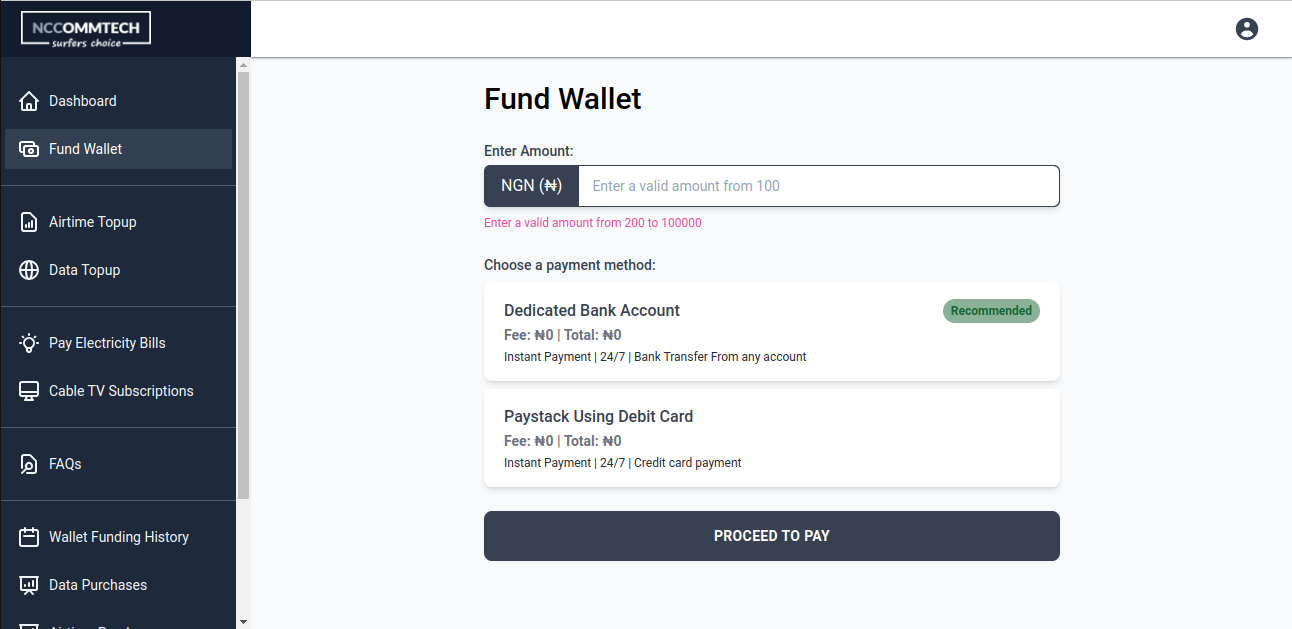 NCCOMMTECH
surfers choice
Dashboard
Fund Wallet
Airtime Topup
Data Topup
Pay Electricity Bills
Cable TV Subscriptions
FAQs
Wallet Funding History
Data Purchases
Fund Wallet
Enter Amount:
NGN (₦) Enter a valid amount from 100
Enter a valid amount from 200 to 100000
Choose a payment method:
Dedicated Bank Account Recommended
Fee: ₦0 | Total: ₦0
Instant Payment | 24/7 | Bank Transfer From any account
Paystack Using Debit Card
Fee: ₦0 | Total: ₦0
Instant Payment | 24/7 | Credit card payment
PROCEED TO PAY